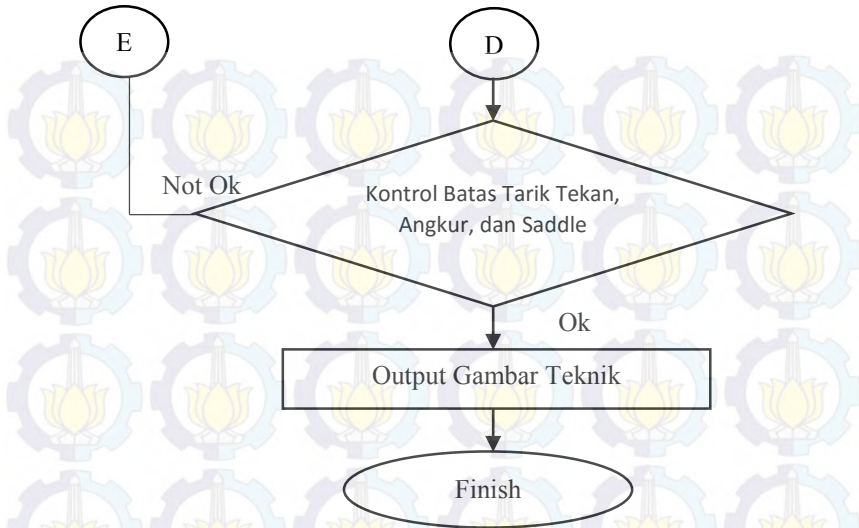 E
D
Not Ok
Kontrol Batas Tarik Tekan,
Angkur, dan Saddle
Ok
Output Gambar Teknik
Finish